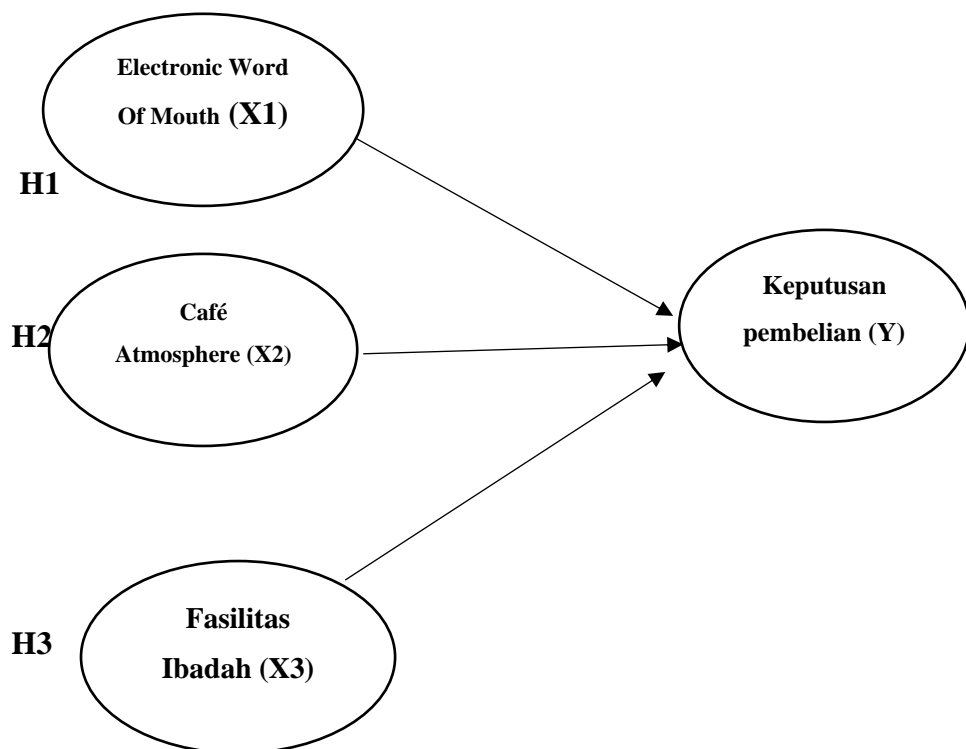 Electronic Word
Of Mouth (X1)
H1
Café
Atmosphere (X2)
H2
Keputusan
pembelian (Y)
Fasilitas
Ibadah (X3)
H3